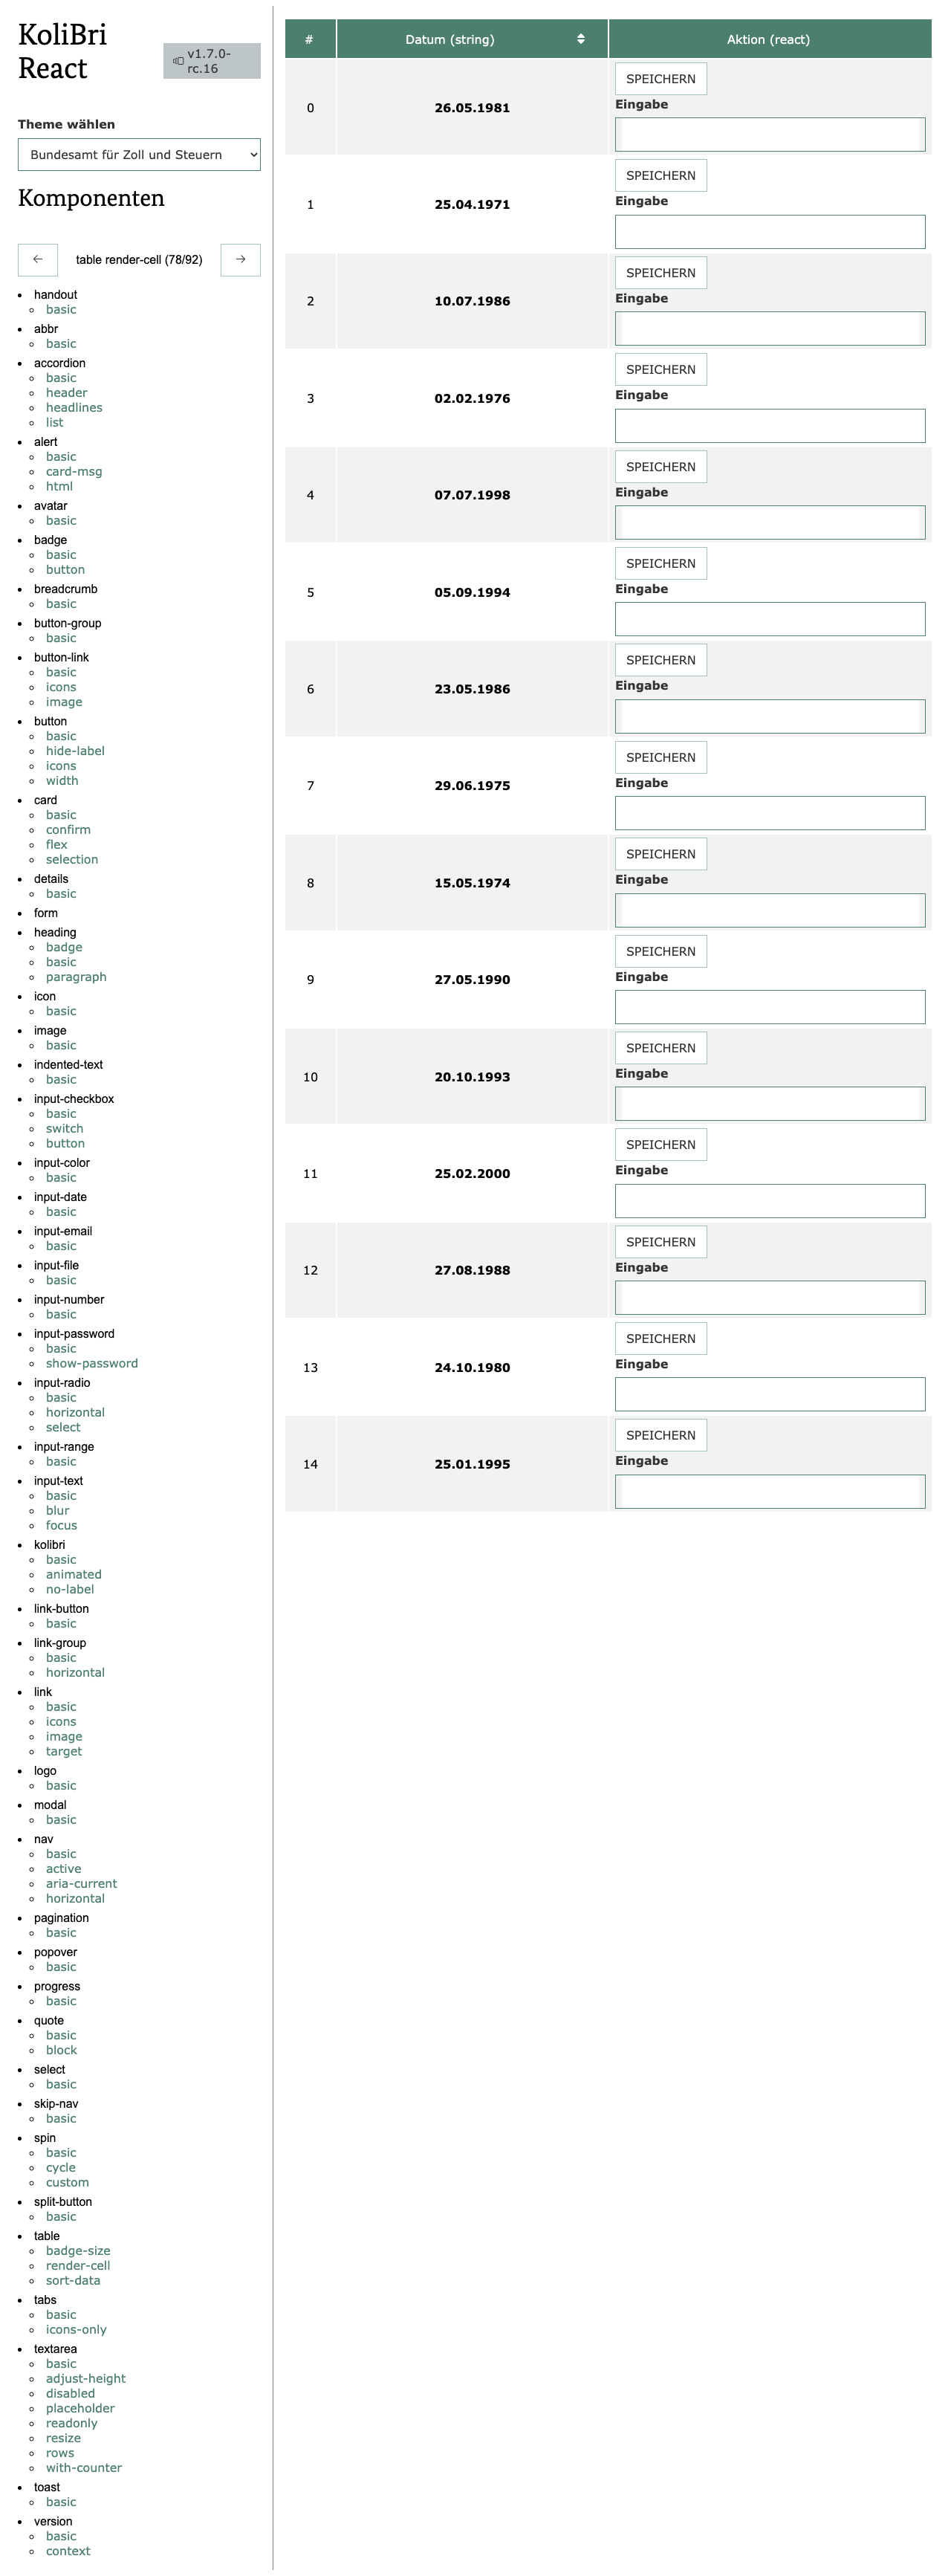 KoliBri
React
v1.7.0-
rc.16
Theme wählen
Bundesamt für Zoll und Steuern
Komponenten
← table render-cell (78/92) →
handout
basic
abbr
basic
accordion
basic
header
headlines
list
alert
basic
card-msg
html
avatar
basic
badge
basic
button
breadcrumb
basic
button-group
basic
button-link
basic
icons
image
button
basic
hide-label
icons
width
card
basic
confirm
flex
selection
details
basic
form
heading
badge
basic
paragraph
icon
basic
image
basic
indented-text
basic
input-checkbox
basic
switch
button
input-color
basic
input-date
basic
input-email
basic
input-file
basic
input-number
basic
input-password
basic
show-password
input-radio
basic
horizontal
select
input-range
basic
input-text
basic
blur
focus
kolibri
basic
animated
no-label
link-button
basic
link-group
basic
horizontal
link
basic
icons
image
target
logo
basic
modal
basic
nav
basic
active
aria-current
horizontal
pagination
basic
popover
basic
progress
basic
quote
basic
block
select
basic
skip-nav
basic
spin
basic
cycle
custom
split-button
basic
table
badge-size
render-cell
sort-data
tabs
basic
icons-only
textarea
basic
adjust-height
disabled
placeholder
readonly
resize
rows
with-counter
toast
basic
version
basic
context
# Datum (string) Aktion (react)
SPEICHERN
Eingabe
0 26.05.1981
SPEICHERN
Eingabe
1 25.04.1971
SPEICHERN
Eingabe
2 10.07.1986
SPEICHERN
Eingabe
3 02.02.1976
SPEICHERN
Eingabe
4 07.07.1998
SPEICHERN
Eingabe
5 05.09.1994
SPEICHERN
Eingabe
6 23.05.1986
SPEICHERN
Eingabe
7 29.06.1975
SPEICHERN
Eingabe
8 15.05.1974
SPEICHERN
Eingabe
9 27.05.1990
SPEICHERN
Eingabe
10 20.10.1993
SPEICHERN
Eingabe
11 25.02.2000
SPEICHERN
Eingabe
12 27.08.1988
SPEICHERN
Eingabe
13 24.10.1980
SPEICHERN
Eingabe
14 25.01.1995